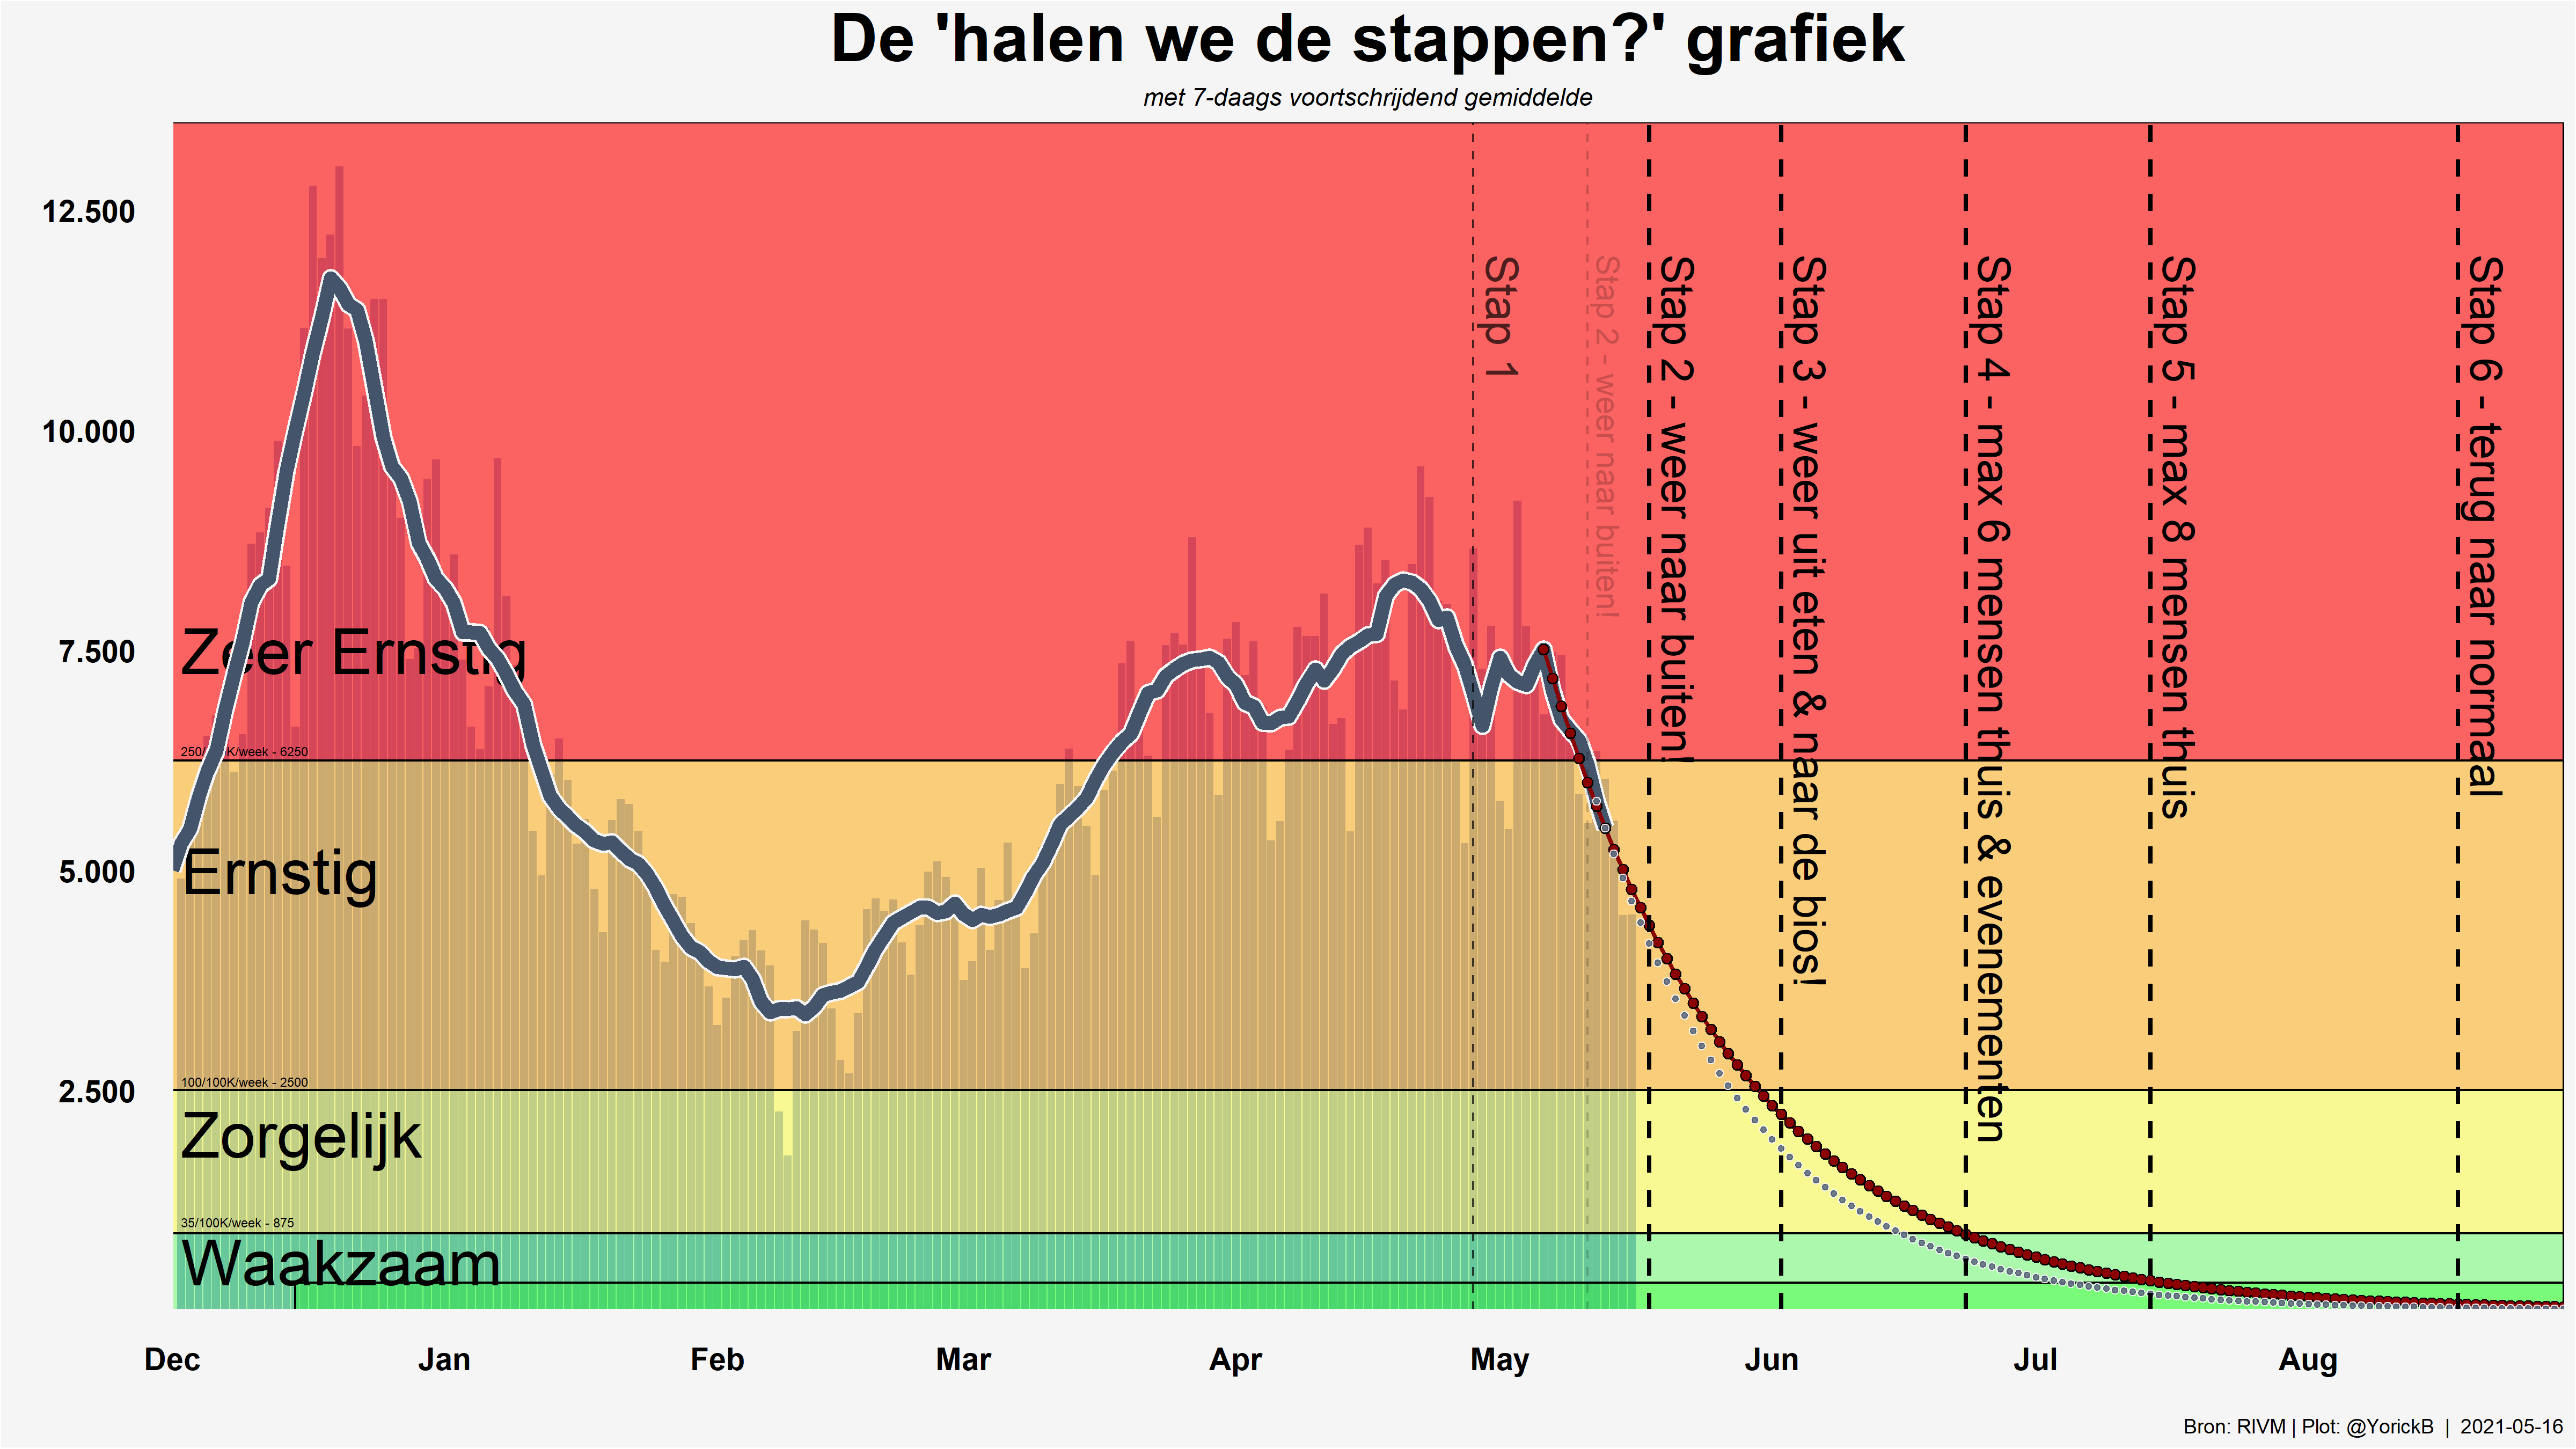 De 'halen we de stappen?' grafiek
met 7-daags voortschrijdend gemiddelde
12.500
10.000
7.500
5.000
2.500
Zeer Ernstig
250/100K/week - 6250
Ernstig
100/100K/week - 2500
Zorgelijk
35/100K/week - 875
Waakzaam
Stap 1
Stap 2 - weer naar buiten!
Stap 2 - weer naar buiten!
Stap 3 - weer uit eten & naar de bios!
Stap 4 - max 6 mensen thuis & evenementen
Stap 5 - max 8 mensen thuis
Stap 6 - terug naar normaal
Dec Jan Feb Mar Apr May Jun Jul Aug
Bron: RIVM | Plot: @YorickB | 2021-05-16